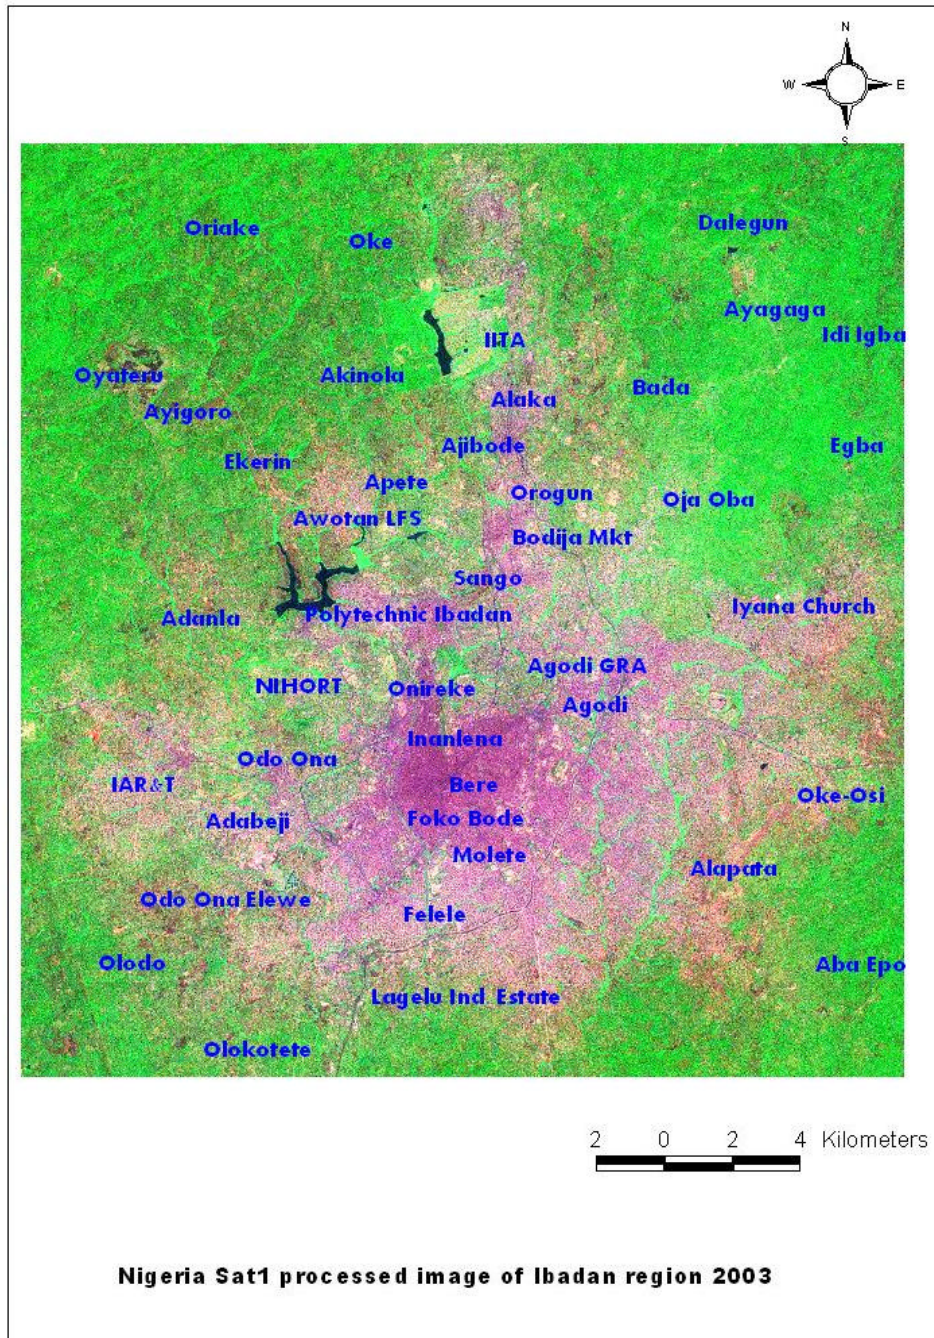 N
W E
S
Oriake
Dalegun
Oke
Ayagaga
Idi Igba
IITA
Oyaferu
Akinola
Bada
Alaka
Ayigoro
Ajibode
Egba
Ekerin
Apete
Orogun
Oja Oba
Awotan LFS
Bodija Mkt
Sango
Iyana Church
Polytechnic Ibadan
Adanla
Agodi GRA
NIHORT
Onireke
Agodi
Inanlena
Odo Ona
IAR&T
Bere
Oke-Osi
Adabeji
Foko Bode
Molete
Alapata
Odo Ona Elewe
Felele
Olodo
Aba Epo
Lagelu Ind Estate
Olokotete
2 0 2 4 Kilometers
Nigeria Sat1 processed image of Ibadan region 2003